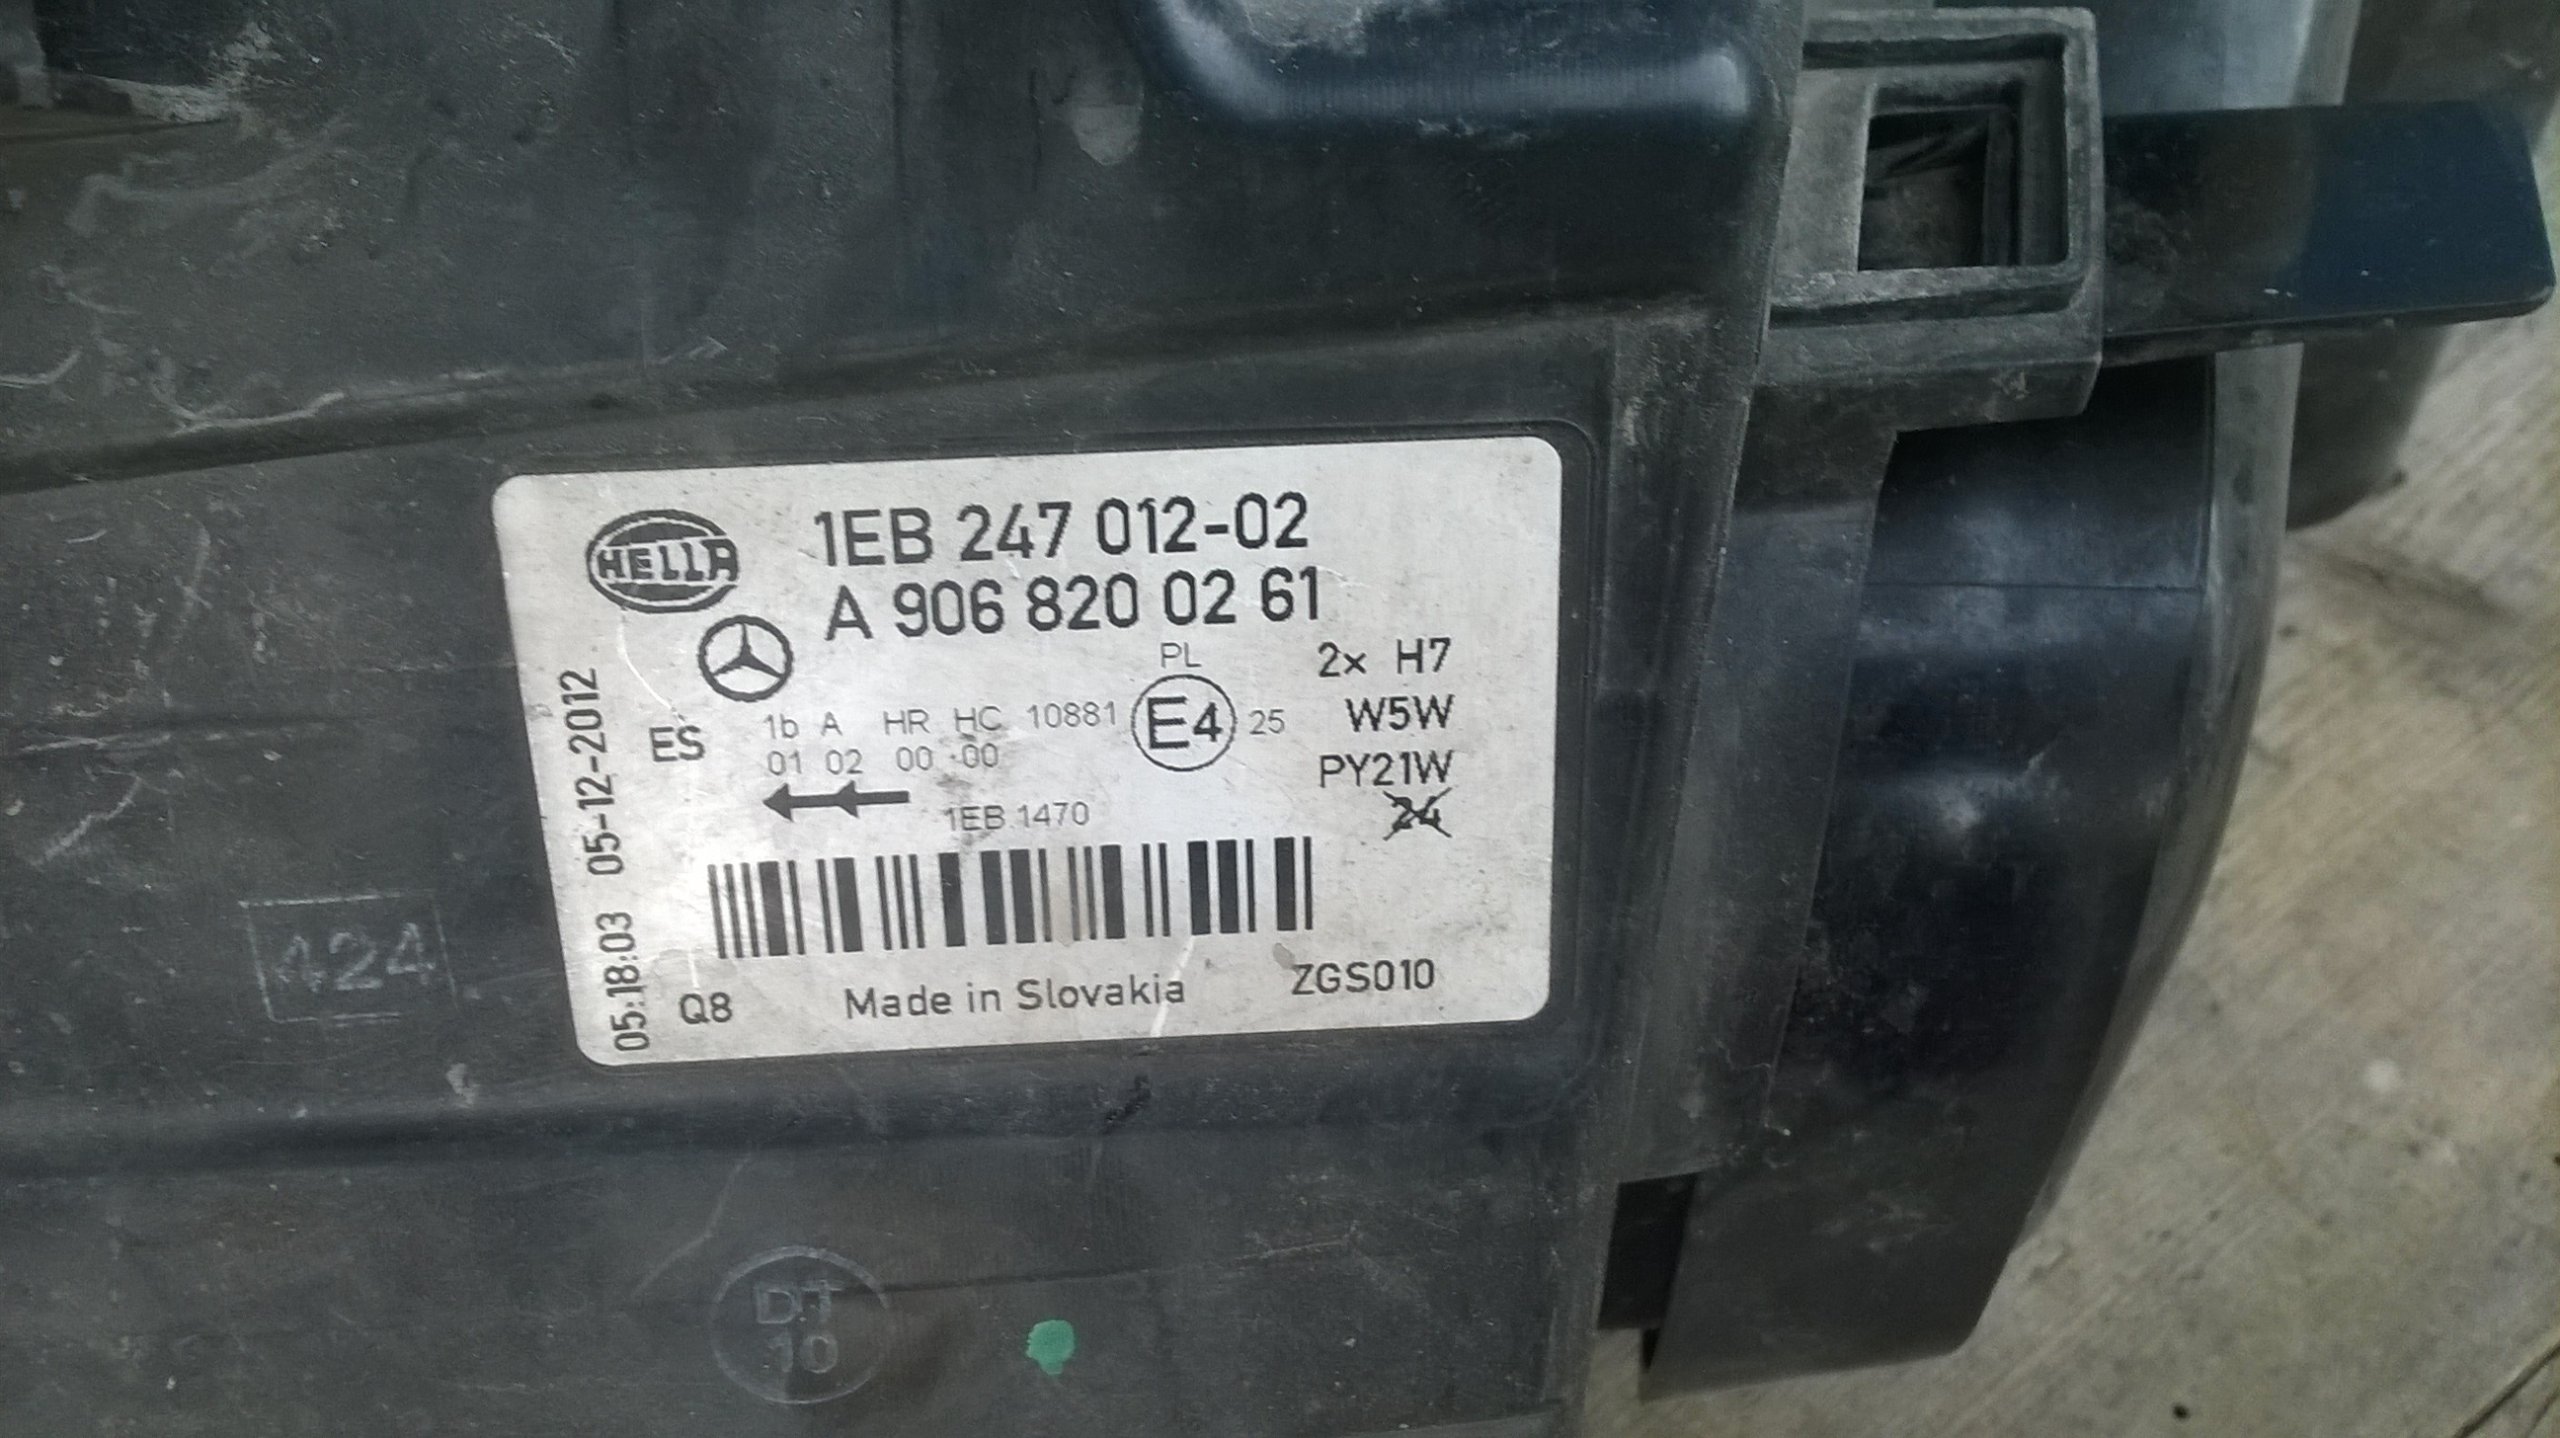 HELLA
1EB 247 012-02
A 906 820 02 61
PL
2x H7
ES
1b A HR HC 10881 E4 25
W5W
01 02 00 00
PY21W
24
1EB 1470
05:18:03 05-12-2012
Q8
Made in Slovakia
ZGS010
424
DT
10